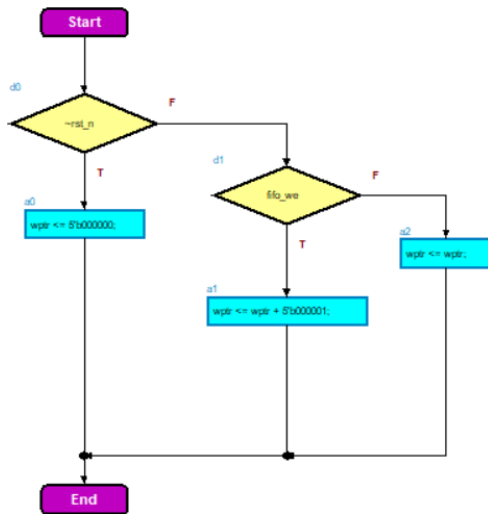 Start
d0
F
~rst_n
d1
T
F
fifo_we
a0
wptr <= 5'b000000;
a2
T
wptr <= wptr;
a1
wptr <= wptr + 5'b000001;
End